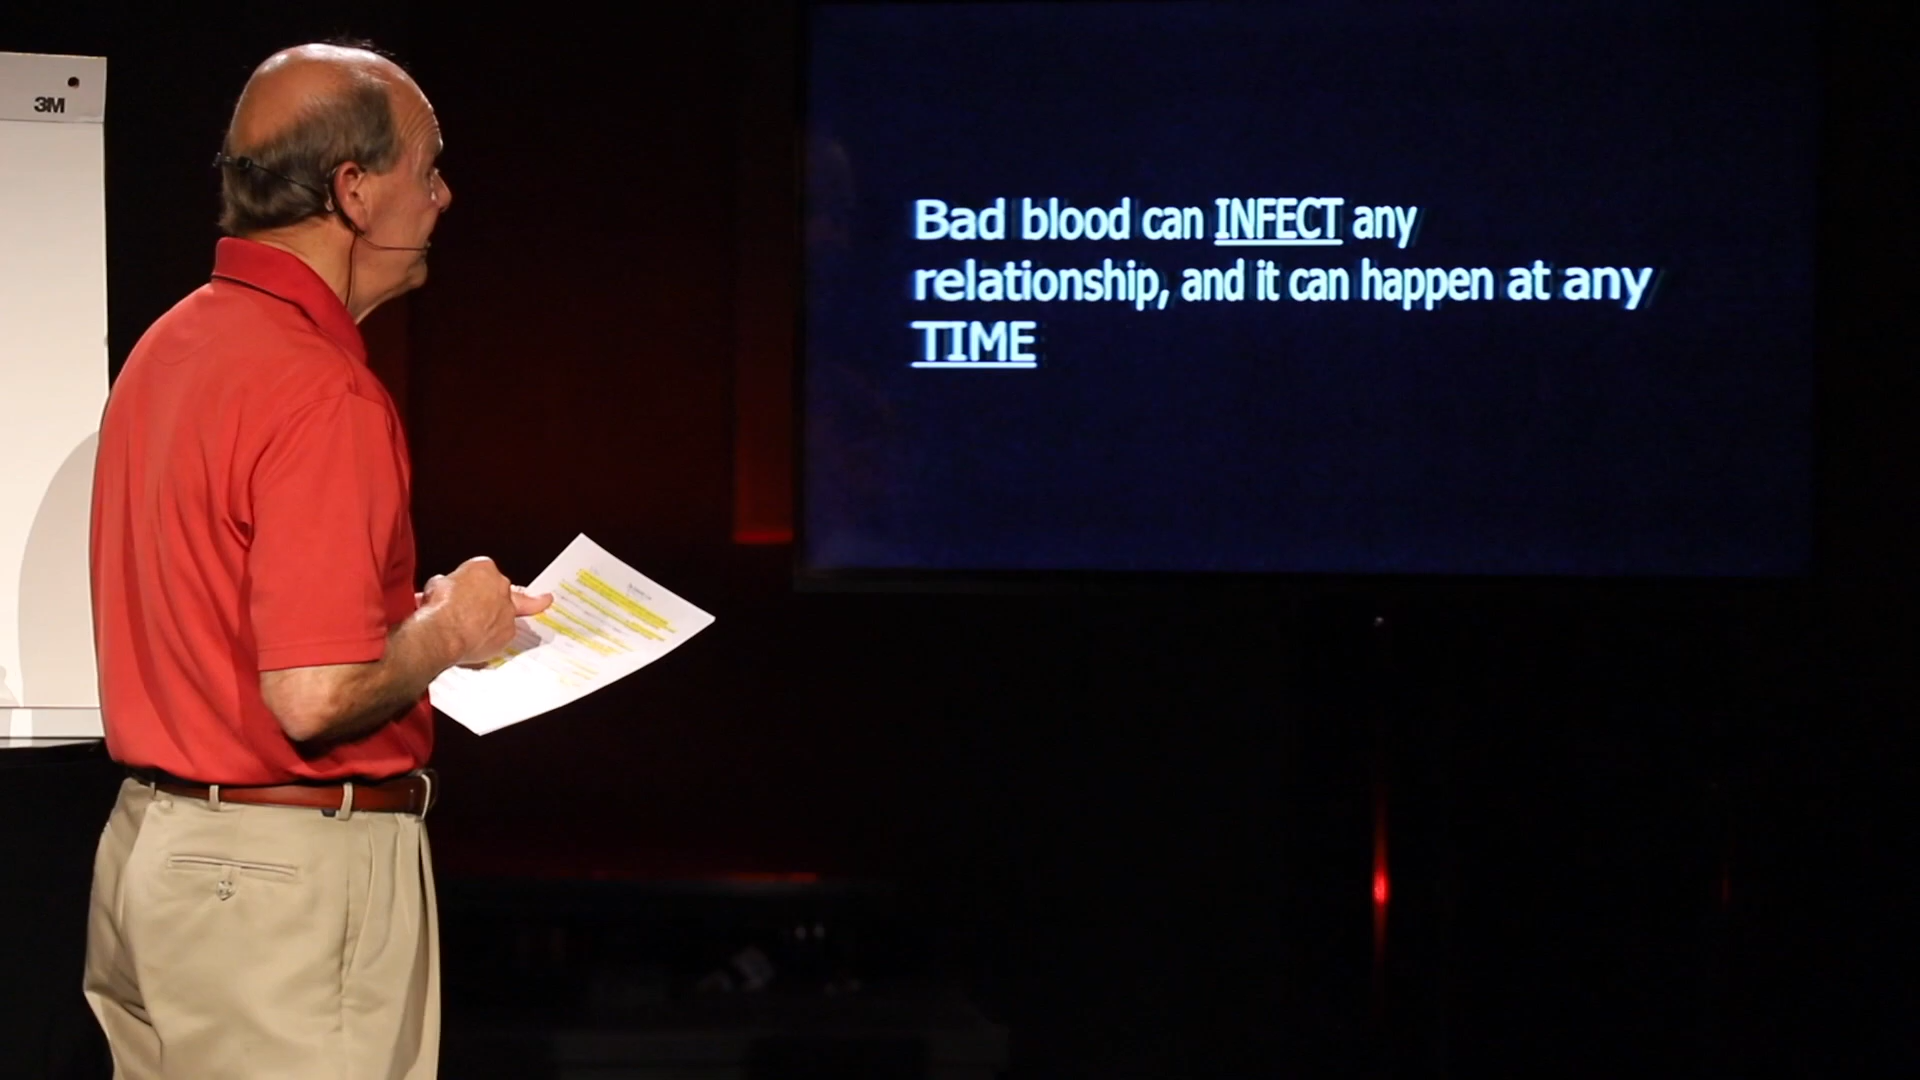 3M
Bad blood can INFECT any
relationship, and it can happen at any
TIME